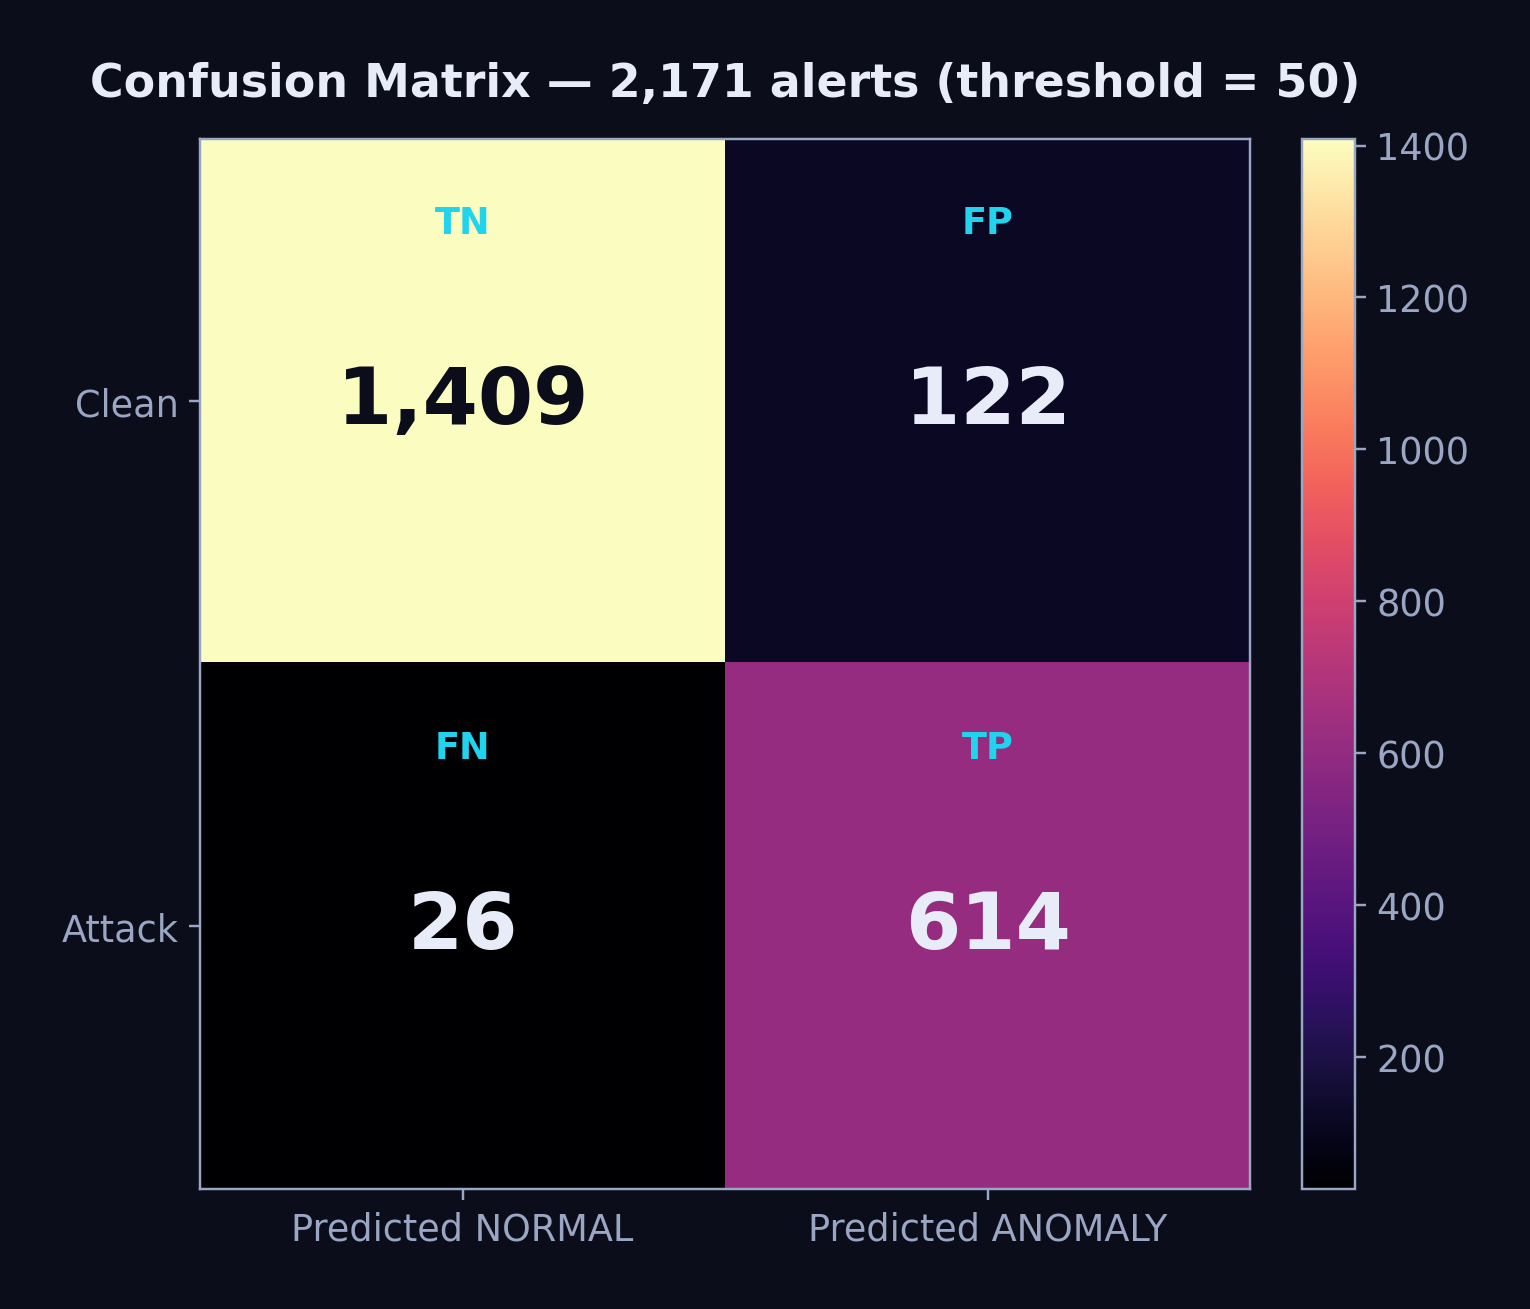 Confusion Matrix — 2,171 alerts (threshold = 50)
TN
FP
1,409
122
Clean
FN
TP
26
614
Attack
Predicted NORMAL
Predicted ANOMALY
1400
1200
1000
800
600
400
200